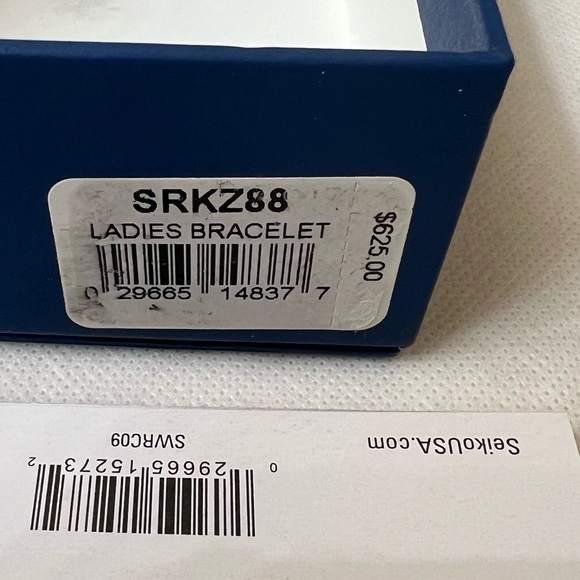 SRKZ88
LADIES BRACELET
0 29665 14837 7
$625.00
SeikoUSA.com
SWRC09
0 29665 15273 2